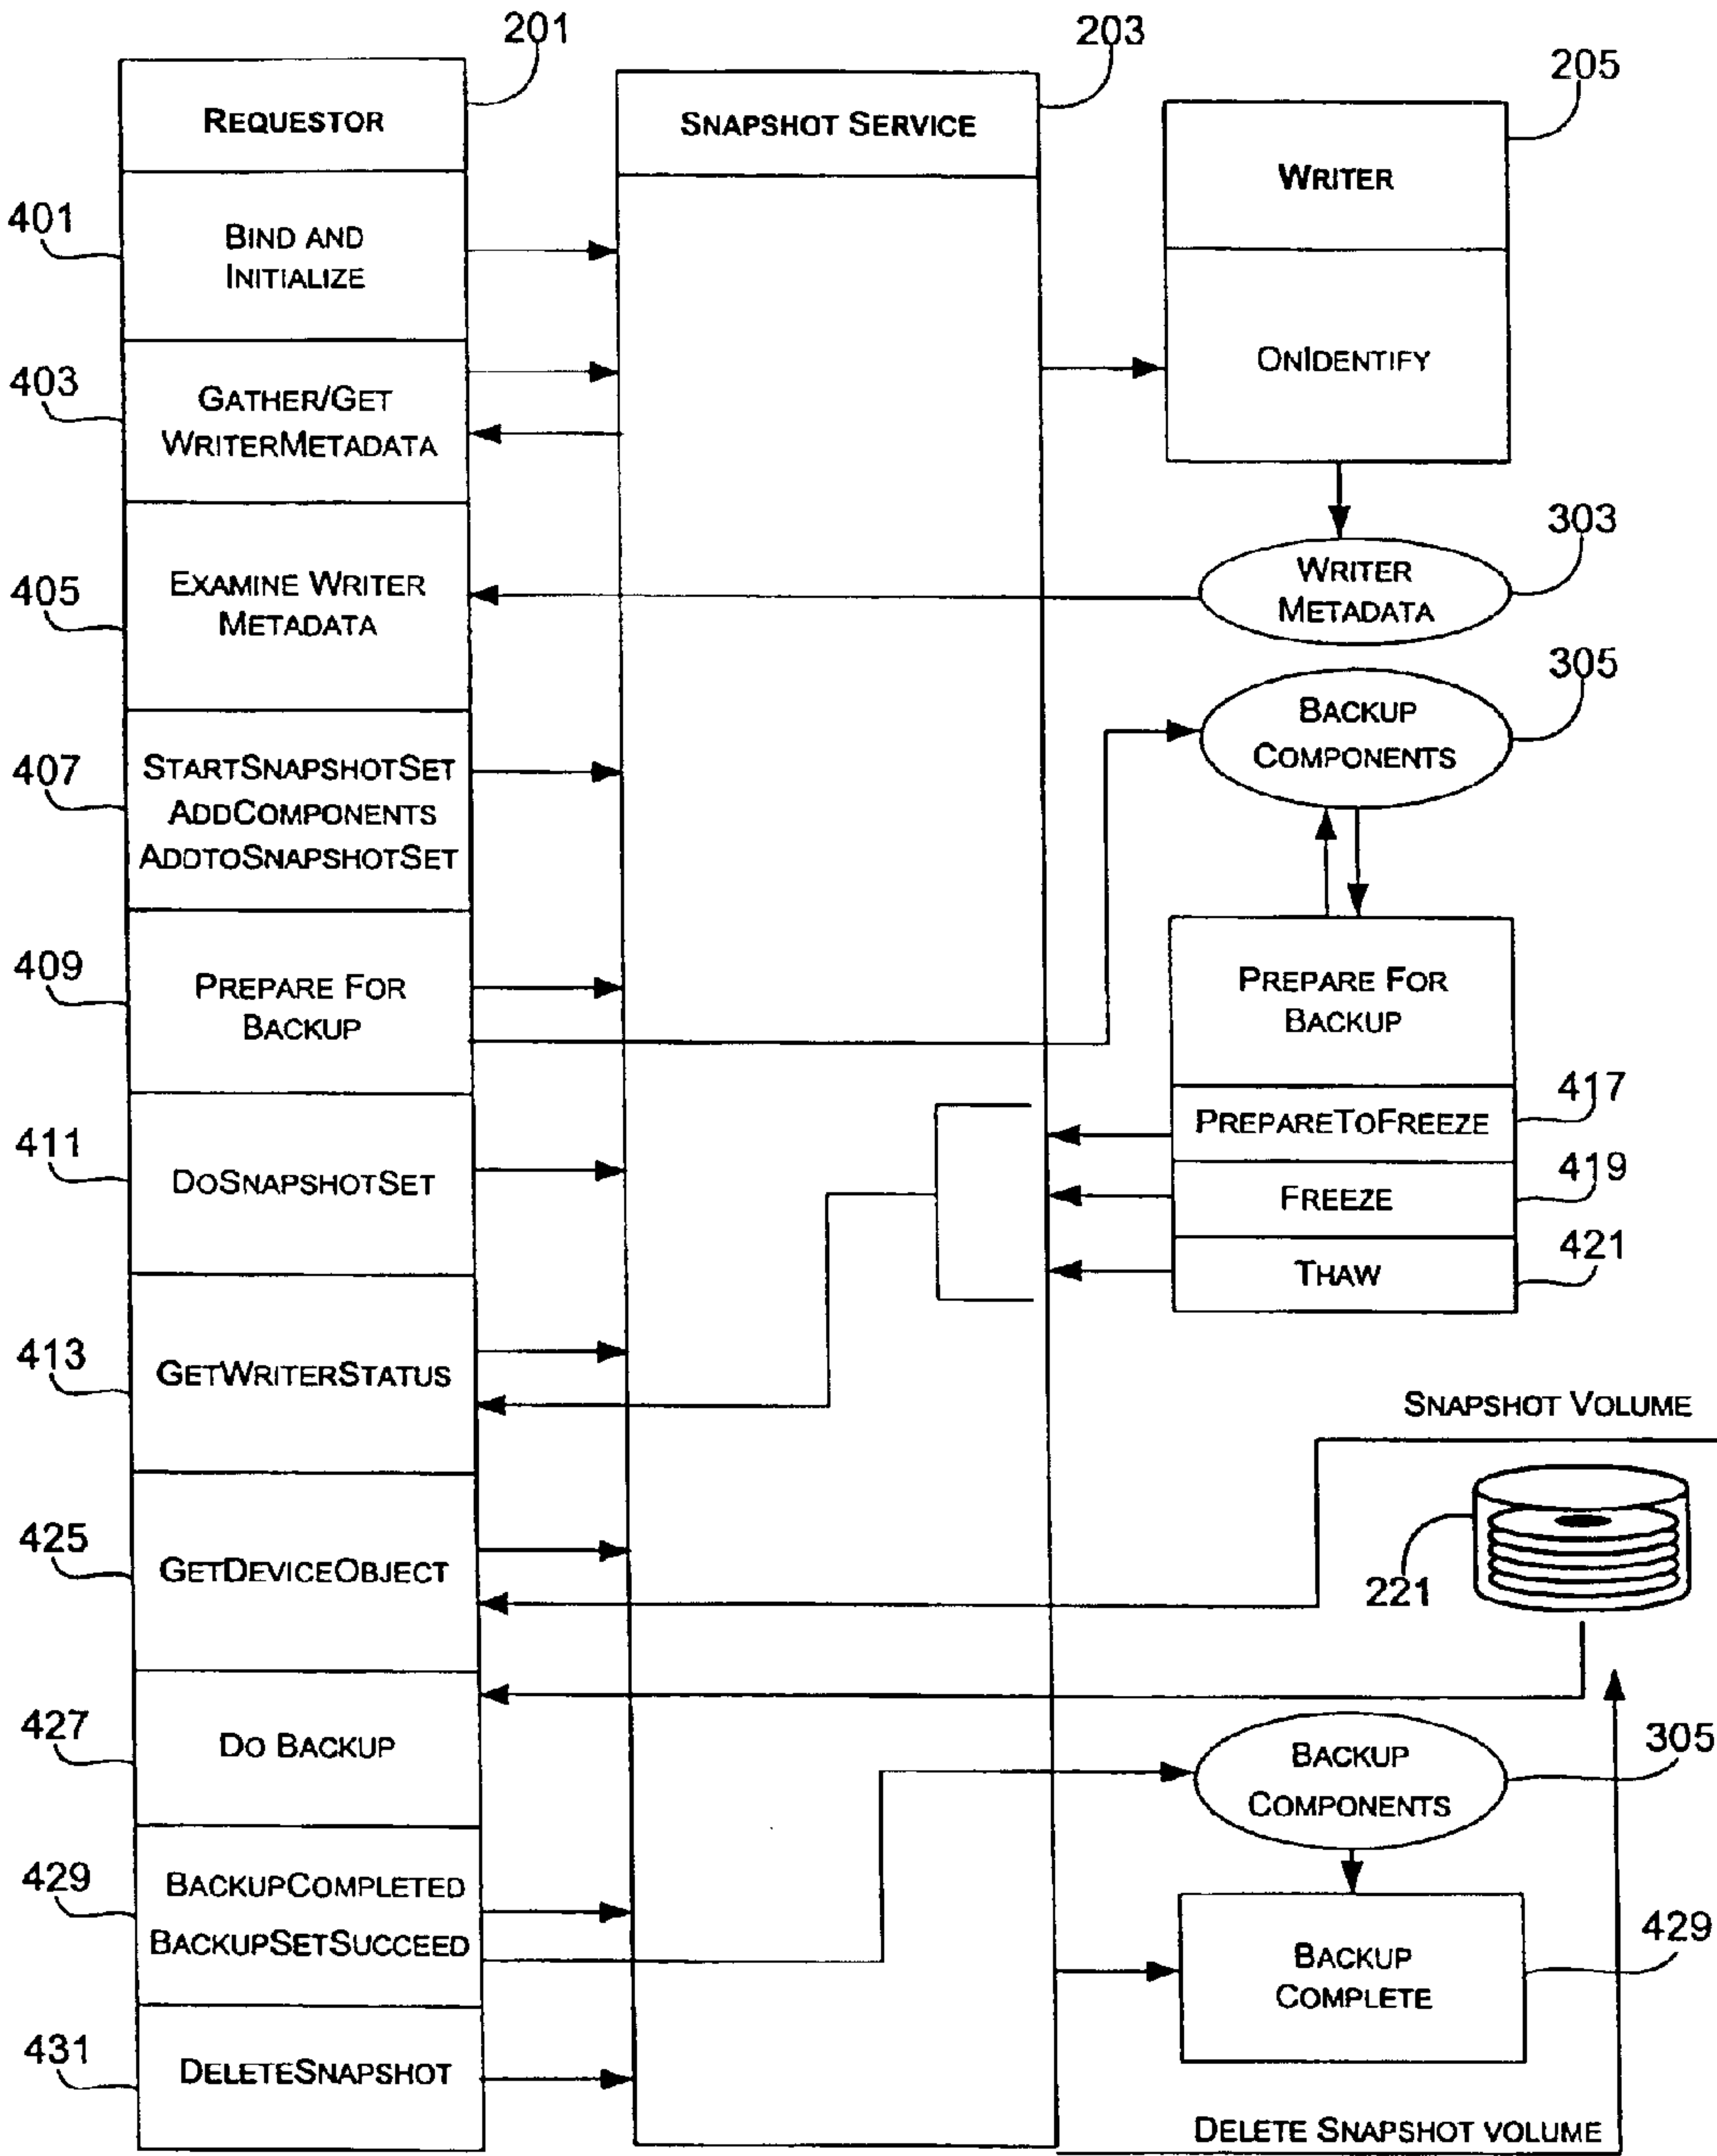 201
203
205
REQUESTOR
SNAPSHOT SERVICE
WRITER
401
BIND AND
INITIALIZE
ONIDENTIFY
403
GATHER/GET
WRITERMETADATA
303
WRITER
METADATA
405
EXAMINE WRITER
METADATA
305
BACKUP
COMPONENTS
407
STARTSNAPSHOTSET
ADDCOMPONENTS
ADDTOSNAPSHOTSET
409
PREPARE FOR
BACKUP
PREPARE FOR
BACKUP
417
PREPARETOFREEZE
411
DOSNAPSHOTSET
419
FREEZE
421
THAW
413
GETWRITERSTATUS
SNAPSHOT VOLUME
425
GETDEVICEOBJECT
221
427
DO BACKUP
305
BACKUP
COMPONENTS
429
BACKUPCOMPLETED
BACKUPSETSUCCEED
429
BACKUP
COMPLETE
431
DELETESNAPSHOT
DELETE SNAPSHOT VOLUME